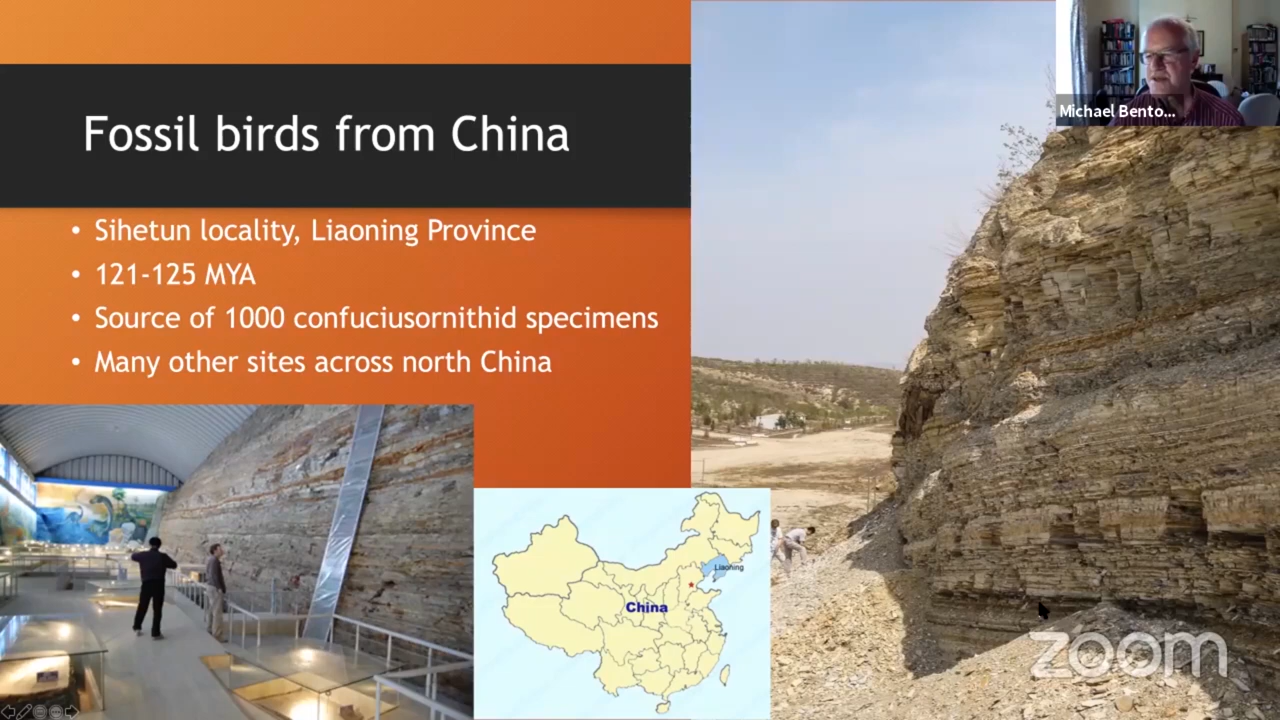 Michael Bento...
Fossil birds from China
• Sihetun locality, Liaoning Province
• 121-125 MYA
• Source of 1000 confuciusornithid specimens
• Many other sites across north China
Liaoning
China
zoom